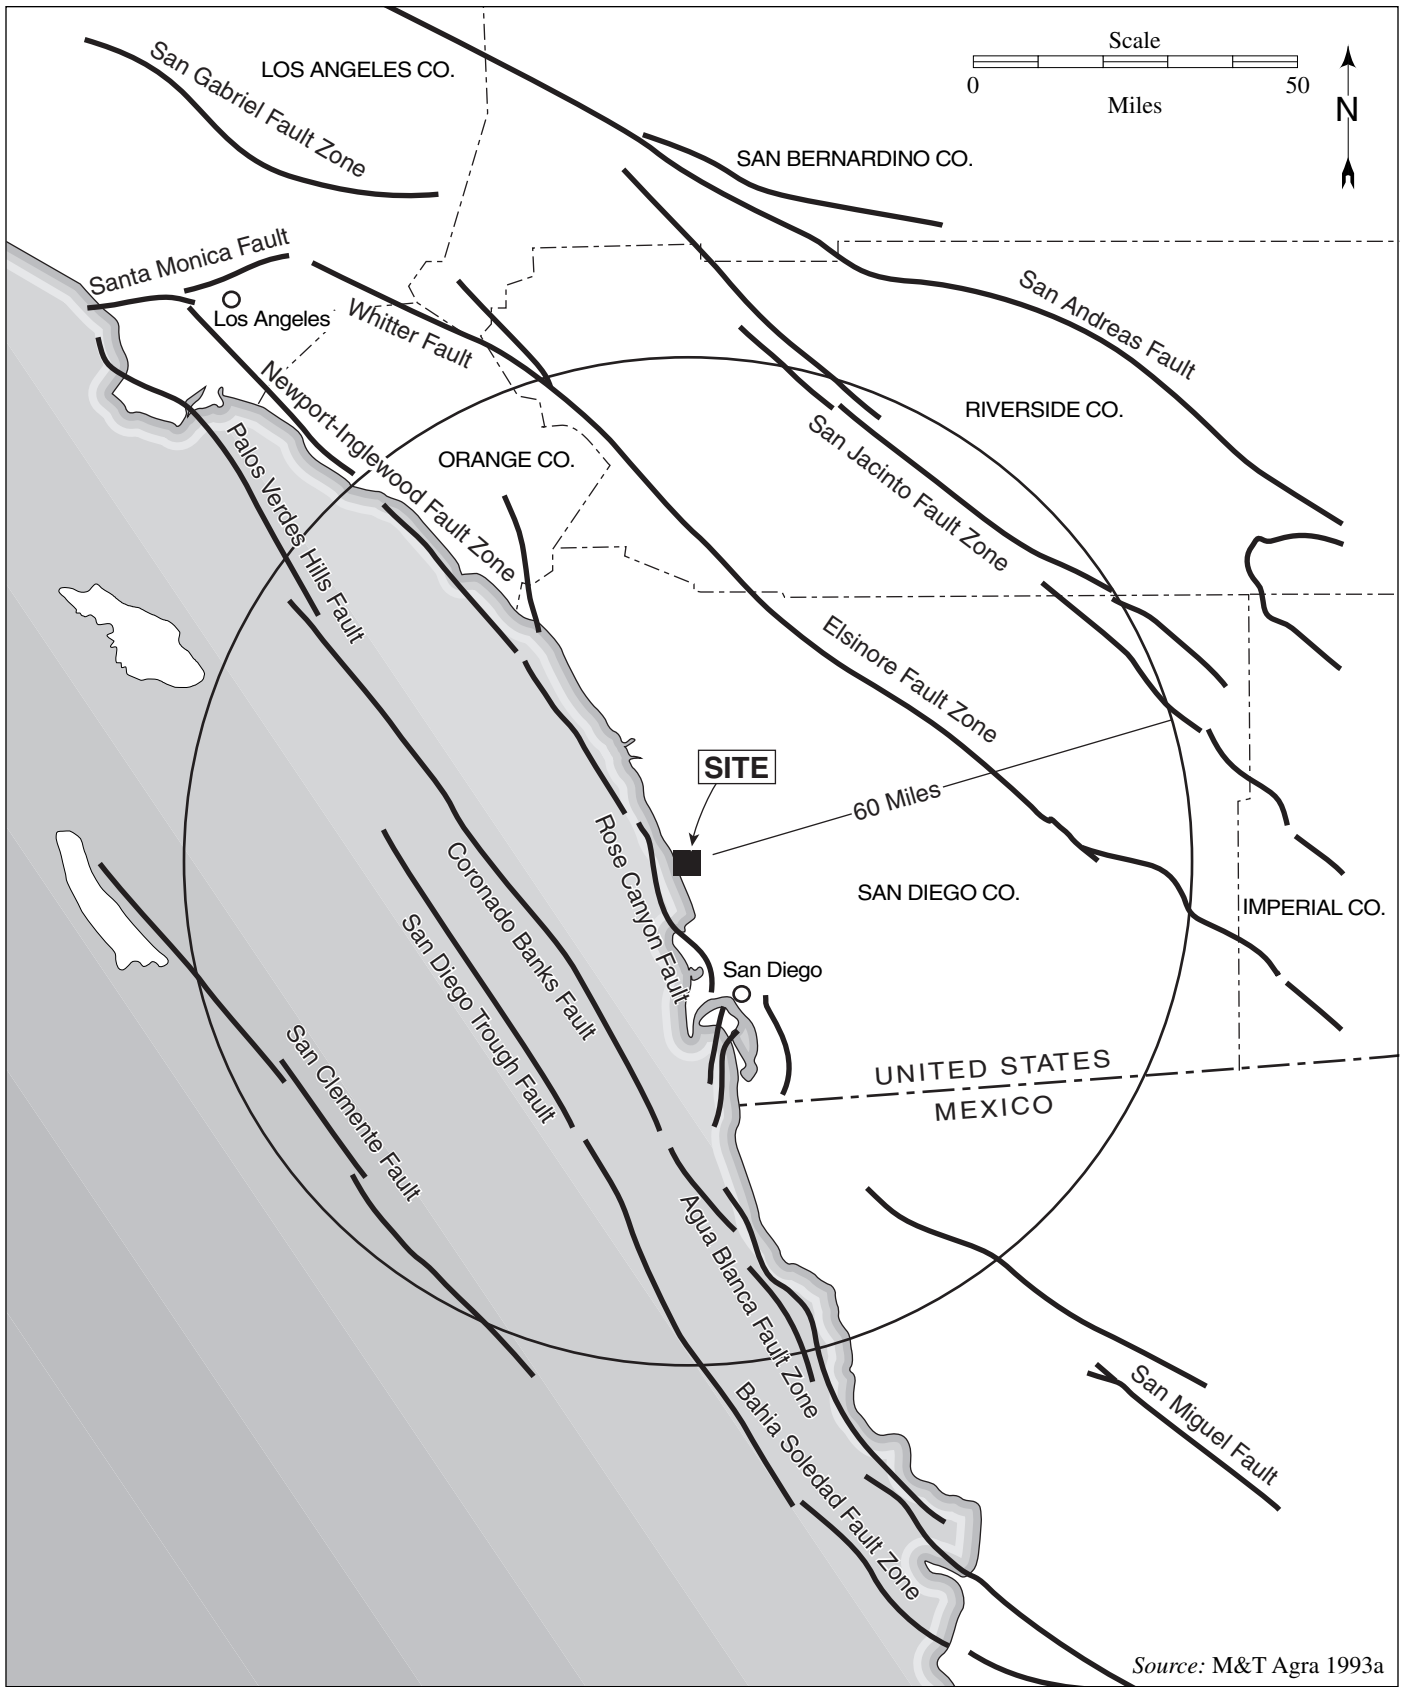 Scale
0 50
Miles
N
LOS ANGELES CO.
San Gabriel Fault Zone
SAN BERNARDINO CO.
Santa Monica Fault
Los Angeles
Whitter Fault
San Andreas Fault
Newport-Inglewood Fault Zone
RIVERSIDE CO.
ORANGE CO.
San Jacinto Fault Zone
Palos Verdes Hills Fault
Elsinore Fault Zone
SITE
60 Miles
Rose Canyon Fault
Coronado Banks Fault
San Diego Trough Fault
SAN DIEGO CO.
IMPERIAL CO.
San Diego
San Clemente Fault
UNITED STATES
MEXICO
Agua Blanca Fault Zone
San Miguel Fault
Bahia Soledad Fault Zone
Source: M&T Agra 1993a